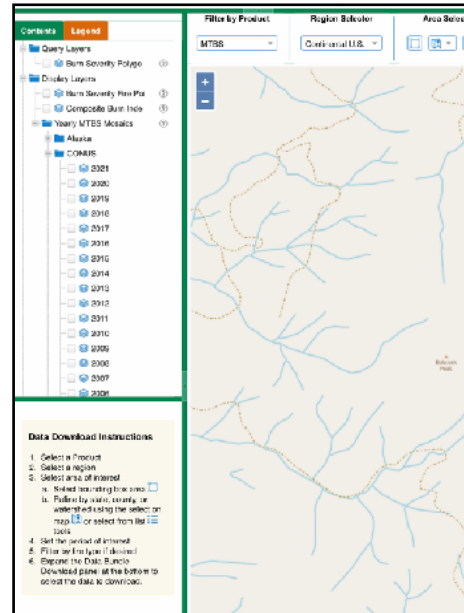 Contents Legend
Query Layers
Burn Severity Polygo
Display Layers
Burn Severity Fire Poi
Composite Burn Inde
Yearly MTBS Mosaics
Alaska
CONUS
2021
2020
2019
2018
2017
2016
2015
2014
2013
2012
2011
2010
2009
2008
2007
2006
Filter by Product
MTBS
Region Selector
Continental U.S.
Area Selec
Data Download Instructions
1. Select a Product
2. Select a region
3. Select area of interest
a. Select bounding box area
b. Refine by state, county, or
watershed using the select on
map or select from list
tools
4. Set the period of interest
5. Filter by fire type if desired
6. Expand the Data Bundle
Download panel at the bottom to
select the data to download.